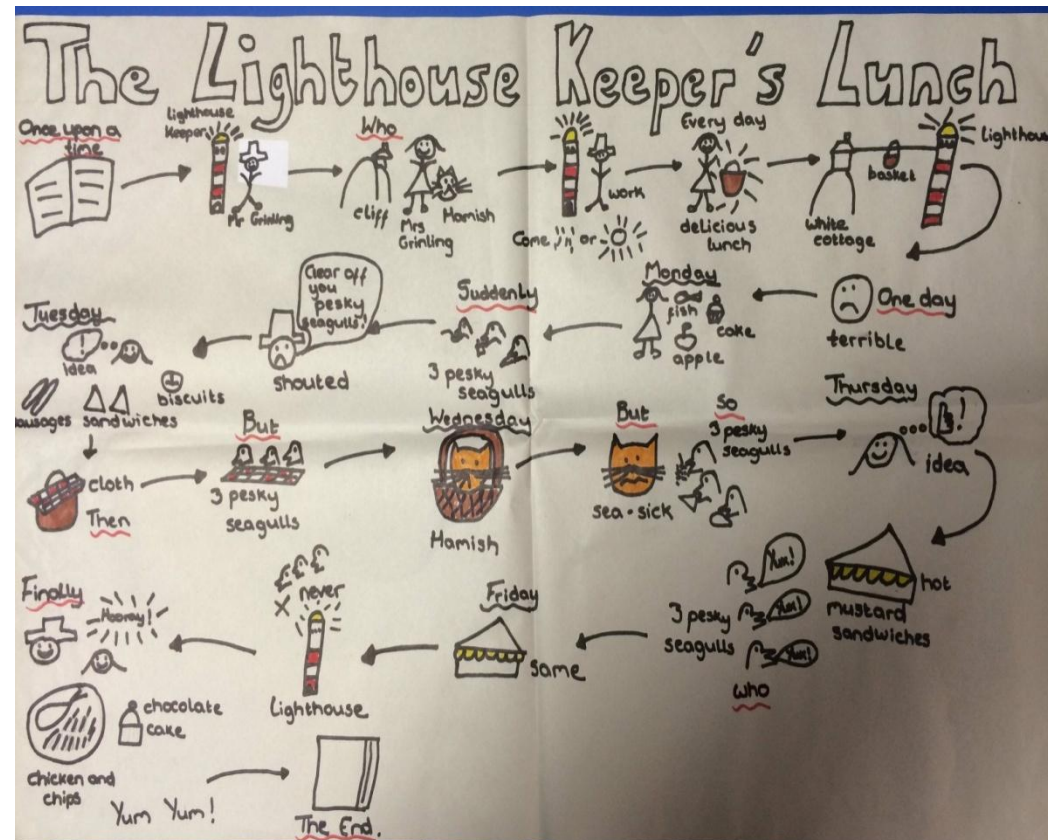 The Lighthouse Keeper's Lunch
Once upon a
time
lighthouse
keeper
Mr Grinling
Who
cliff
Mrs
Grinling
Hamish
work
Come
or
Every day
delicious
lunch
white
cottage
basket
Lighthouse
One day
terrible
Monday
fish
cake
apple
Suddenly
3 pesky
seagulls
Clear off
you
pesky
seagulls!
shouted
Tuesday
!
idea
sausages
sandwiches
biscuits
cloth
Then
But
3 pesky
seagulls
Wednesday
Hamish
But
sea-sick
So
3 pesky
seagulls
Thursday
!
idea
hot
mustard
sandwiches
Yum!
Yum!
Yum!
3 pesky
seagulls
who
Friday
same
never
Lighthouse
Finally
Hooray!
chocolate
cake
chicken and
chips
Yum Yum!
The End.